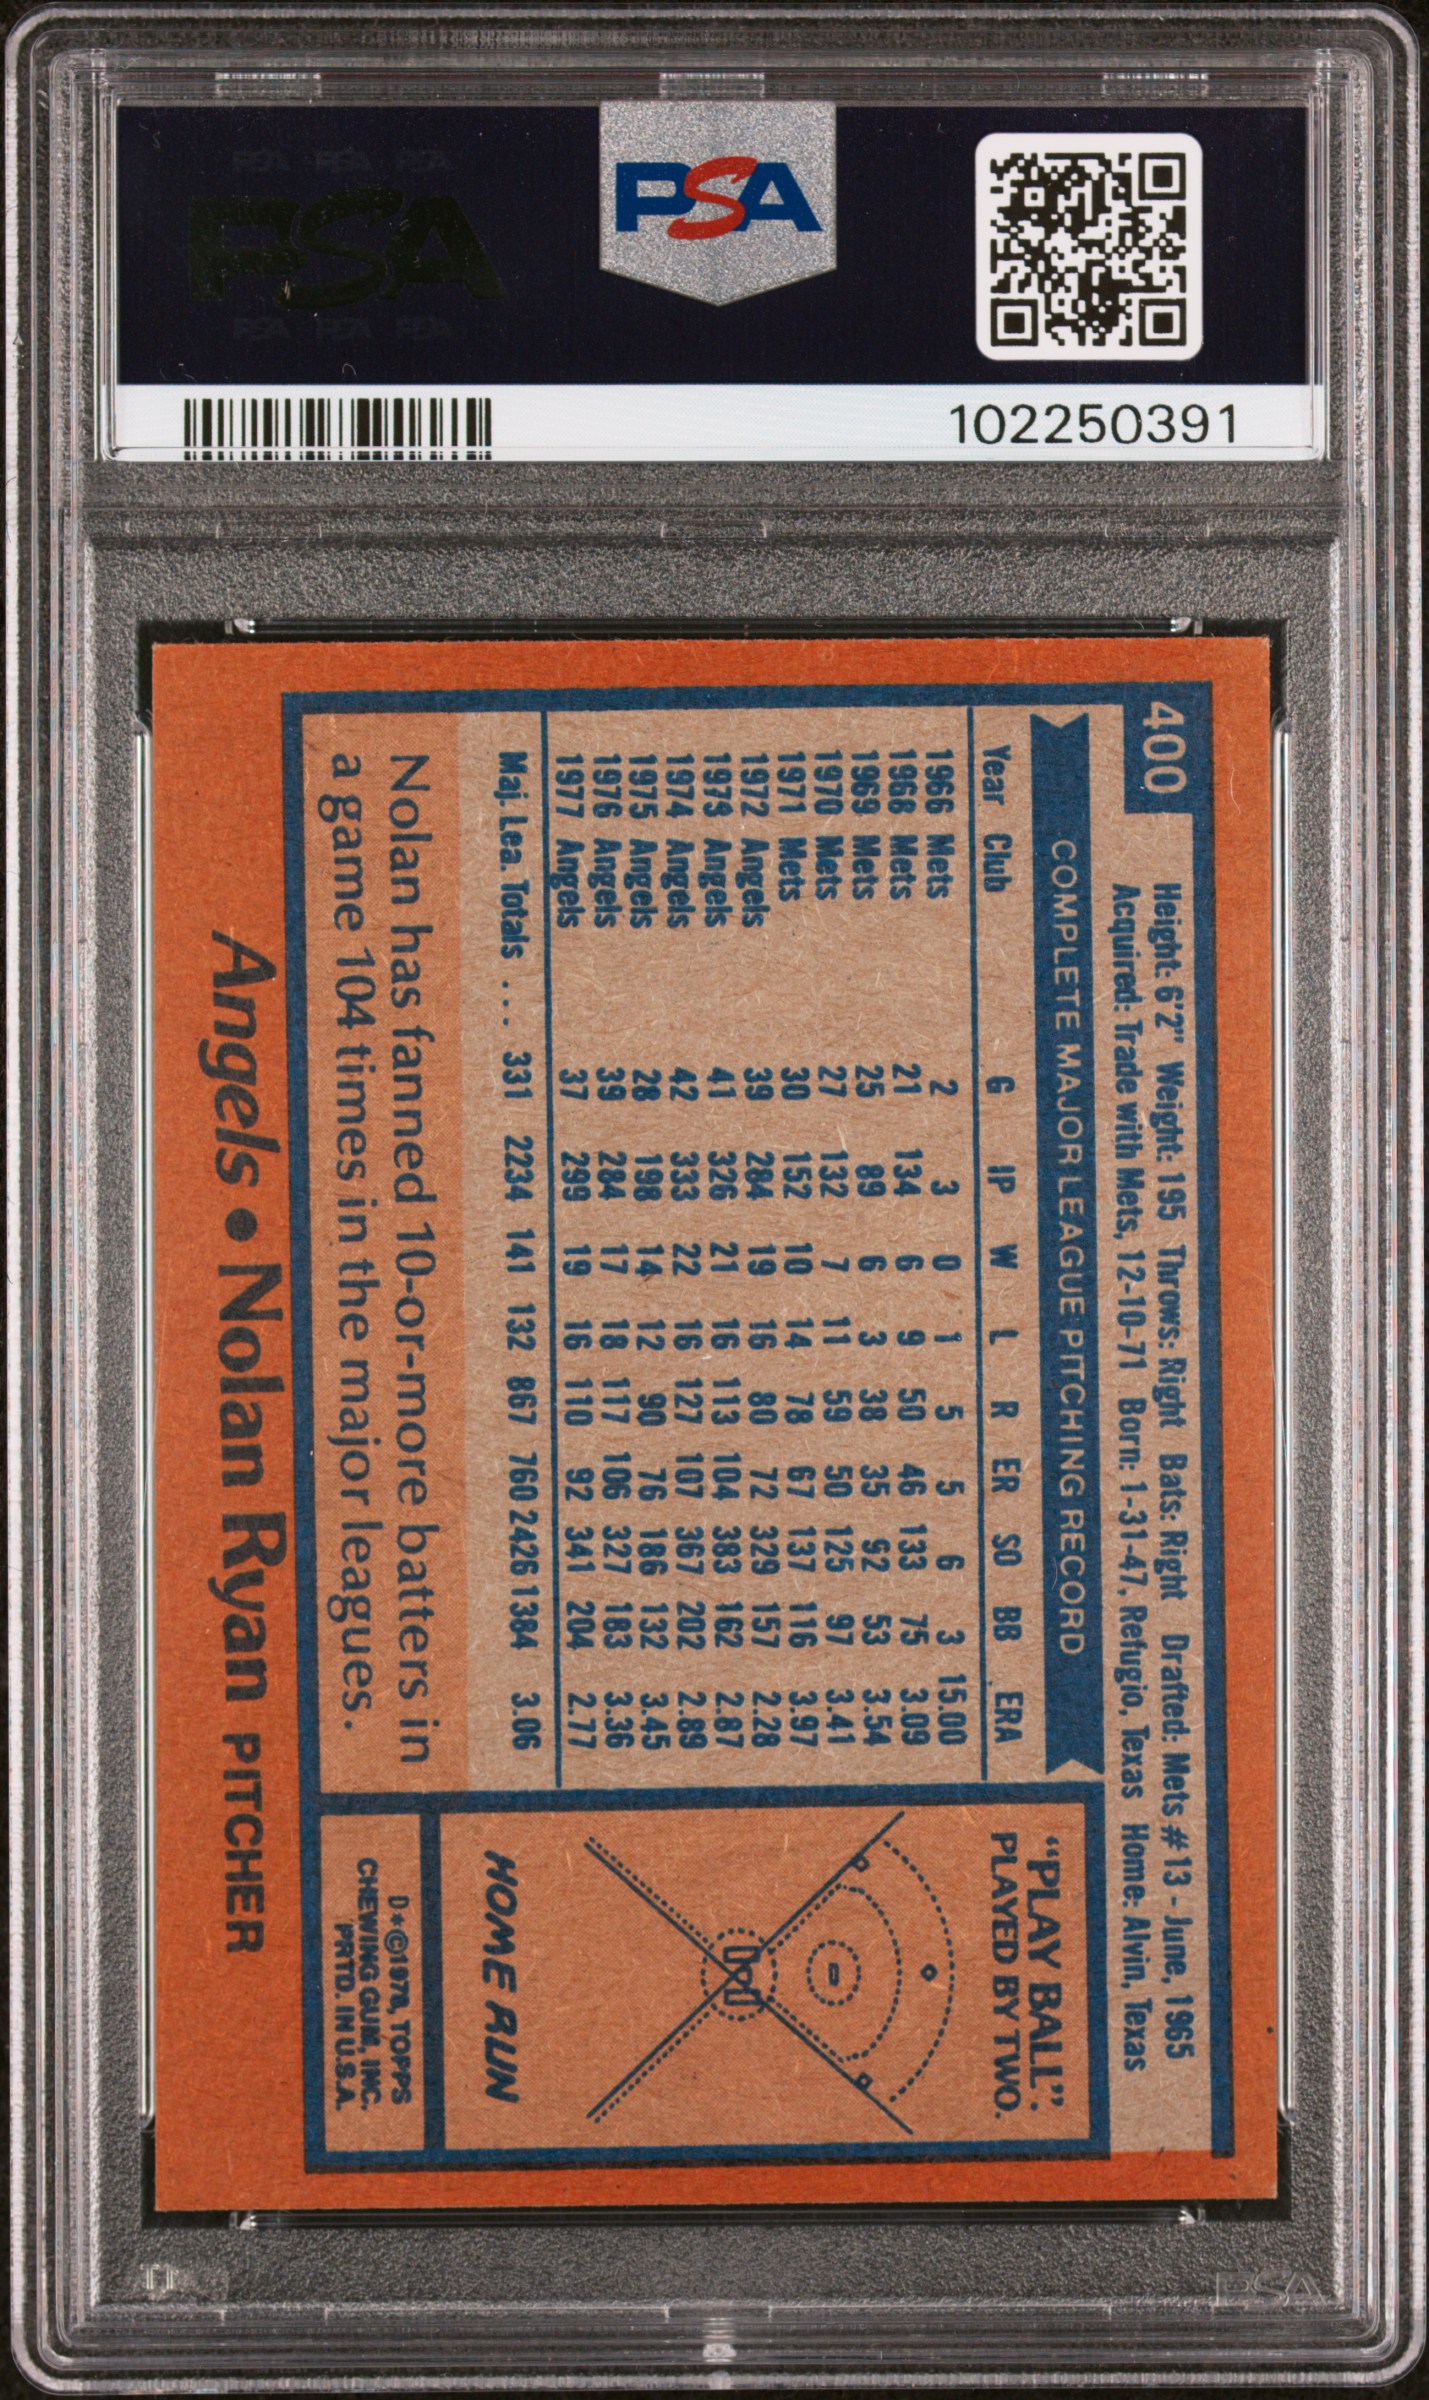 PSA PSA PSA
PSA
PSA PSA PSA
PSA
102250391
400
Height: 6'2" Weight: 195 Throws: Right Bats: Right Drafted: Mets #13 - June, 1965
Acquired: Trade with Mets, 12-10-71 Born: 1-31-47, Refugio, Texas Home: Alvin, Texas
COMPLETE MAJOR LEAGUE PITCHING RECORD
Year Club G IP W L R ER SO BB ERA
1966 Mets 2 3 0 1 5 5 6 3 15.00
1968 Mets 21 134 6 9 50 46 133 75 3.09
1969 Mets 25 89 6 3 38 35 92 53 3.54
1970 Mets 27 132 7 11 59 50 125 97 3.41
1971 Mets 30 152 10 14 78 67 137 116 3.97
1972 Angels 39 284 19 16 80 72 329 157 2.28
1973 Angels 41 326 21 16 113 104 383 162 2.87
1974 Angels 42 333 22 16 127 107 367 202 2.89
1975 Angels 28 198 14 12 90 76 186 132 3.45
1976 Angels 39 284 17 18 117 106 327 183 3.36
1977 Angels 37 299 19 16 110 92 341 204 2.77
Maj. Lea. Totals . . . 331 2234 141 132 867 760 2426 1384 3.06
Nolan has fanned 10-or-more batters in
a game 104 times in the major leagues.
"PLAY BALL":
PLAYED BY TWO.
HOME RUN
D*©1978, TOPPS
CHEWING GUM, INC.
PRTD. IN U.S.A.
Angels • Nolan Ryan PITCHER
PSA